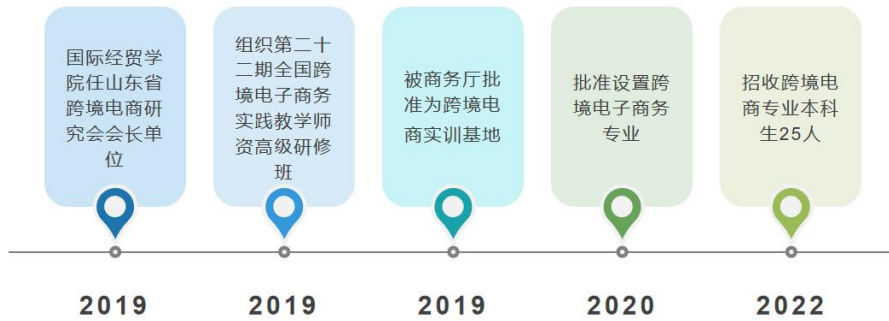 国际经贸学
院任山东省
跨境电商研
究会会长单
位
组织第二十
二期全国跨
境电子商务
实践教学师
资高级研修
班
被商务厅批
准为跨境电
商实训基地
批准设置跨
境电子商务
专业
招收跨境电
商专业本科
生25人
2019
2019
2019
2020
2022